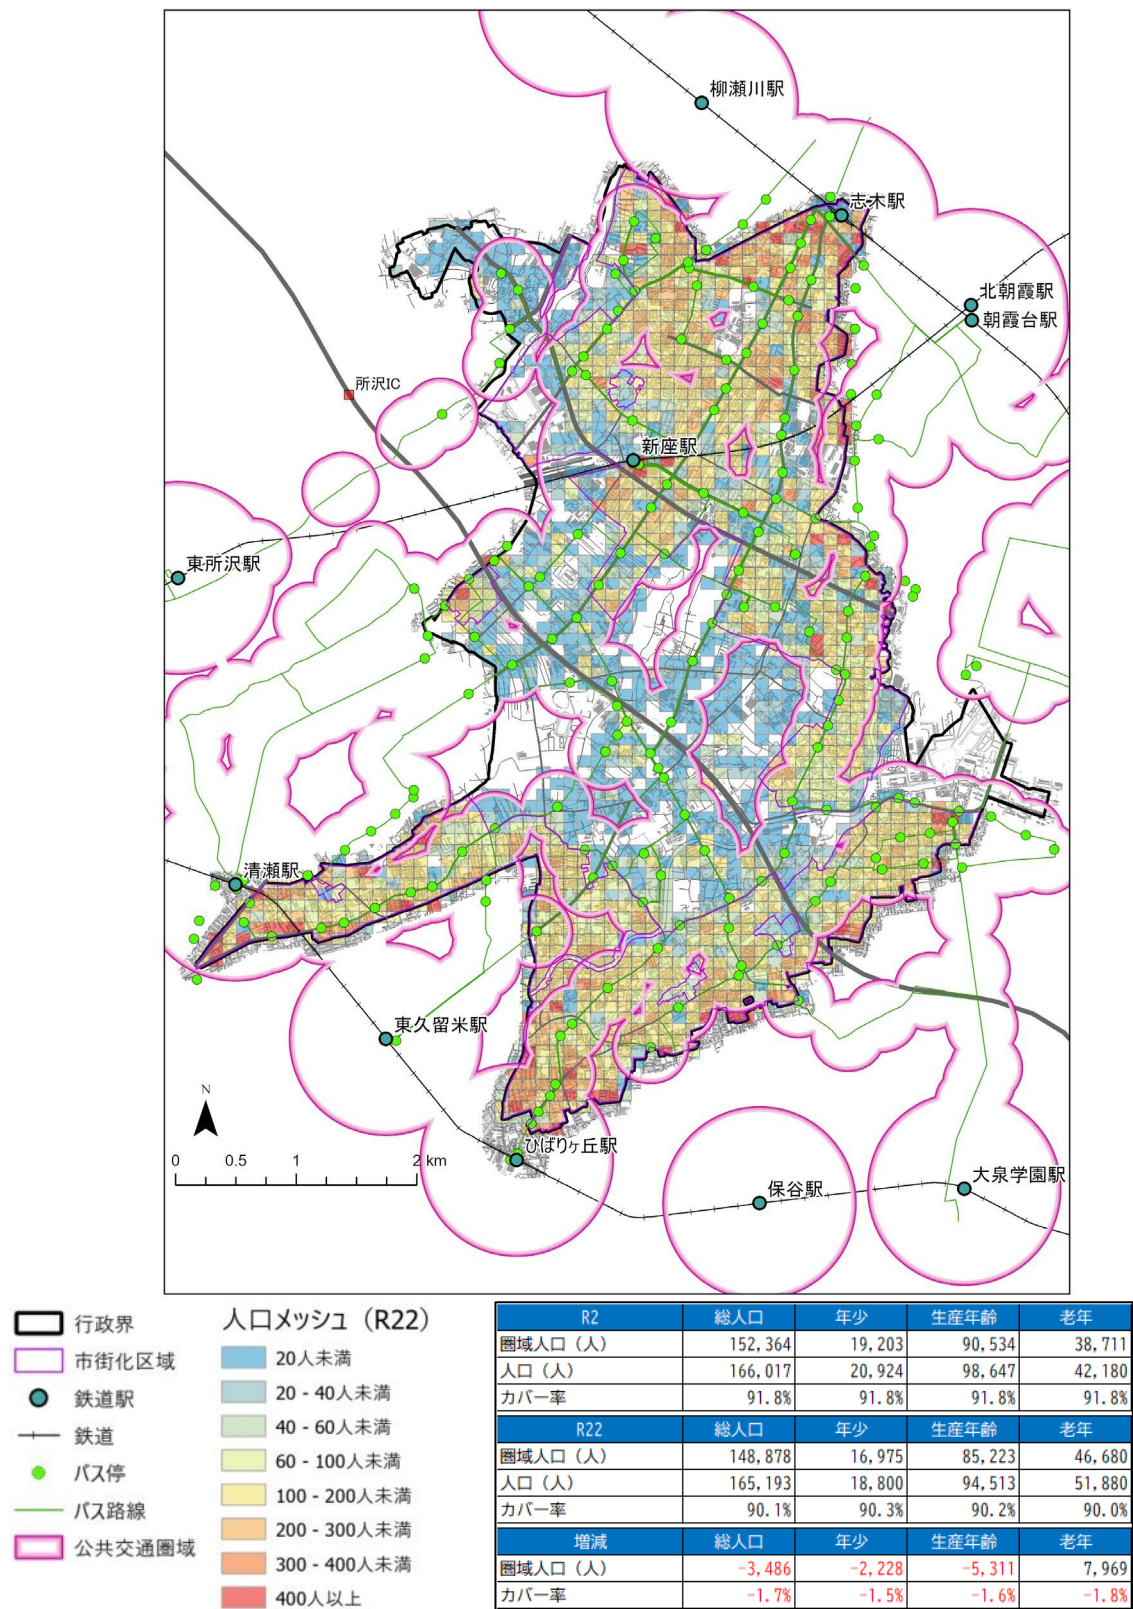 柳瀬川駅
志木駅
北朝霞駅
朝霞台駅
所沢IC
新座駅
東所沢駅
清瀬駅
東久留米駅
N
0 0.5 1 2 km
ひばりヶ丘駅
保谷駅
大泉学園駅
行政界
市街化区域
鉄道駅
鉄道
バス停
バス路線
公共交通圏域
人口メッシュ（R22）
20人未満
20 - 40人未満
40 - 60人未満
60 - 100人未満
100 - 200人未満
200 - 300人未満
300 - 400人未満
400人以上
R2 総人口 年少 生産年齢 老年
圏域人口（人） 152,364 19,203 90,534 38,711
人口（人） 166,017 20,924 98,647 42,180
カバー率 91.8% 91.8% 91.8% 91.8%
R22 総人口 年少 生産年齢 老年
圏域人口（人） 148,878 16,975 85,223 46,680
人口（人） 165,193 18,800 94,513 51,880
カバー率 90.1% 90.3% 90.2% 90.0%
増減 総人口 年少 生産年齢 老年
圏域人口（人） -3,486 -2,228 -5,311 7,969
カバー率 -1.7% -1.5% -1.6% -1.8%